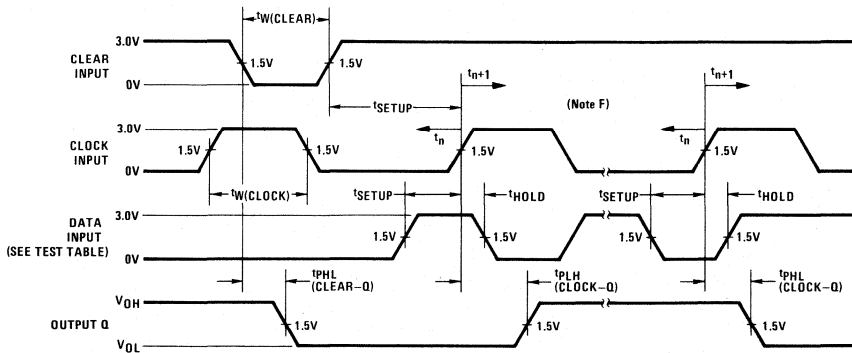 tW(CLEAR)
3.0V
CLEAR
INPUT
1.5V
1.5V
0V
tn+1
tn+1
tSETUP
(Note F)
3.0V
tn
tn
CLOCK
INPUT
1.5V
1.5V
1.5V
1.5V
0V
tW(CLOCK)
tSETUP
tHOLD
tSETUP
tHOLD
3.0V
DATA
INPUT
(SEE TEST TABLE)
1.5V
1.5V
1.5V
1.5V
0V
tPHL
(CLEAR-Q)
tPLH
(CLOCK-Q)
tPHL
(CLOCK-Q)
VOH
OUTPUT Q
1.5V
1.5V
1.5V
VOL